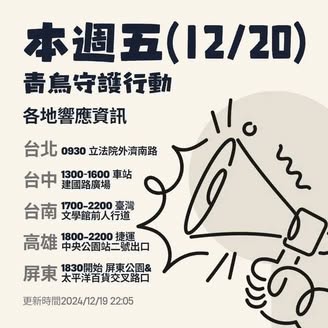 本週五(12/20)
青鳥守護行動
各地響應資訊
台北 0930 立法院外濟南路
台中 1300-1600 車站
建國路廣場
台南 1700-2200 臺灣
文學館前人行道
高雄 1800-2200 捷運
中央公園站二號出口
屏東 1830開始 屏東公園&
太平洋百貨交叉路口
更新時間2024/12/19 22:05